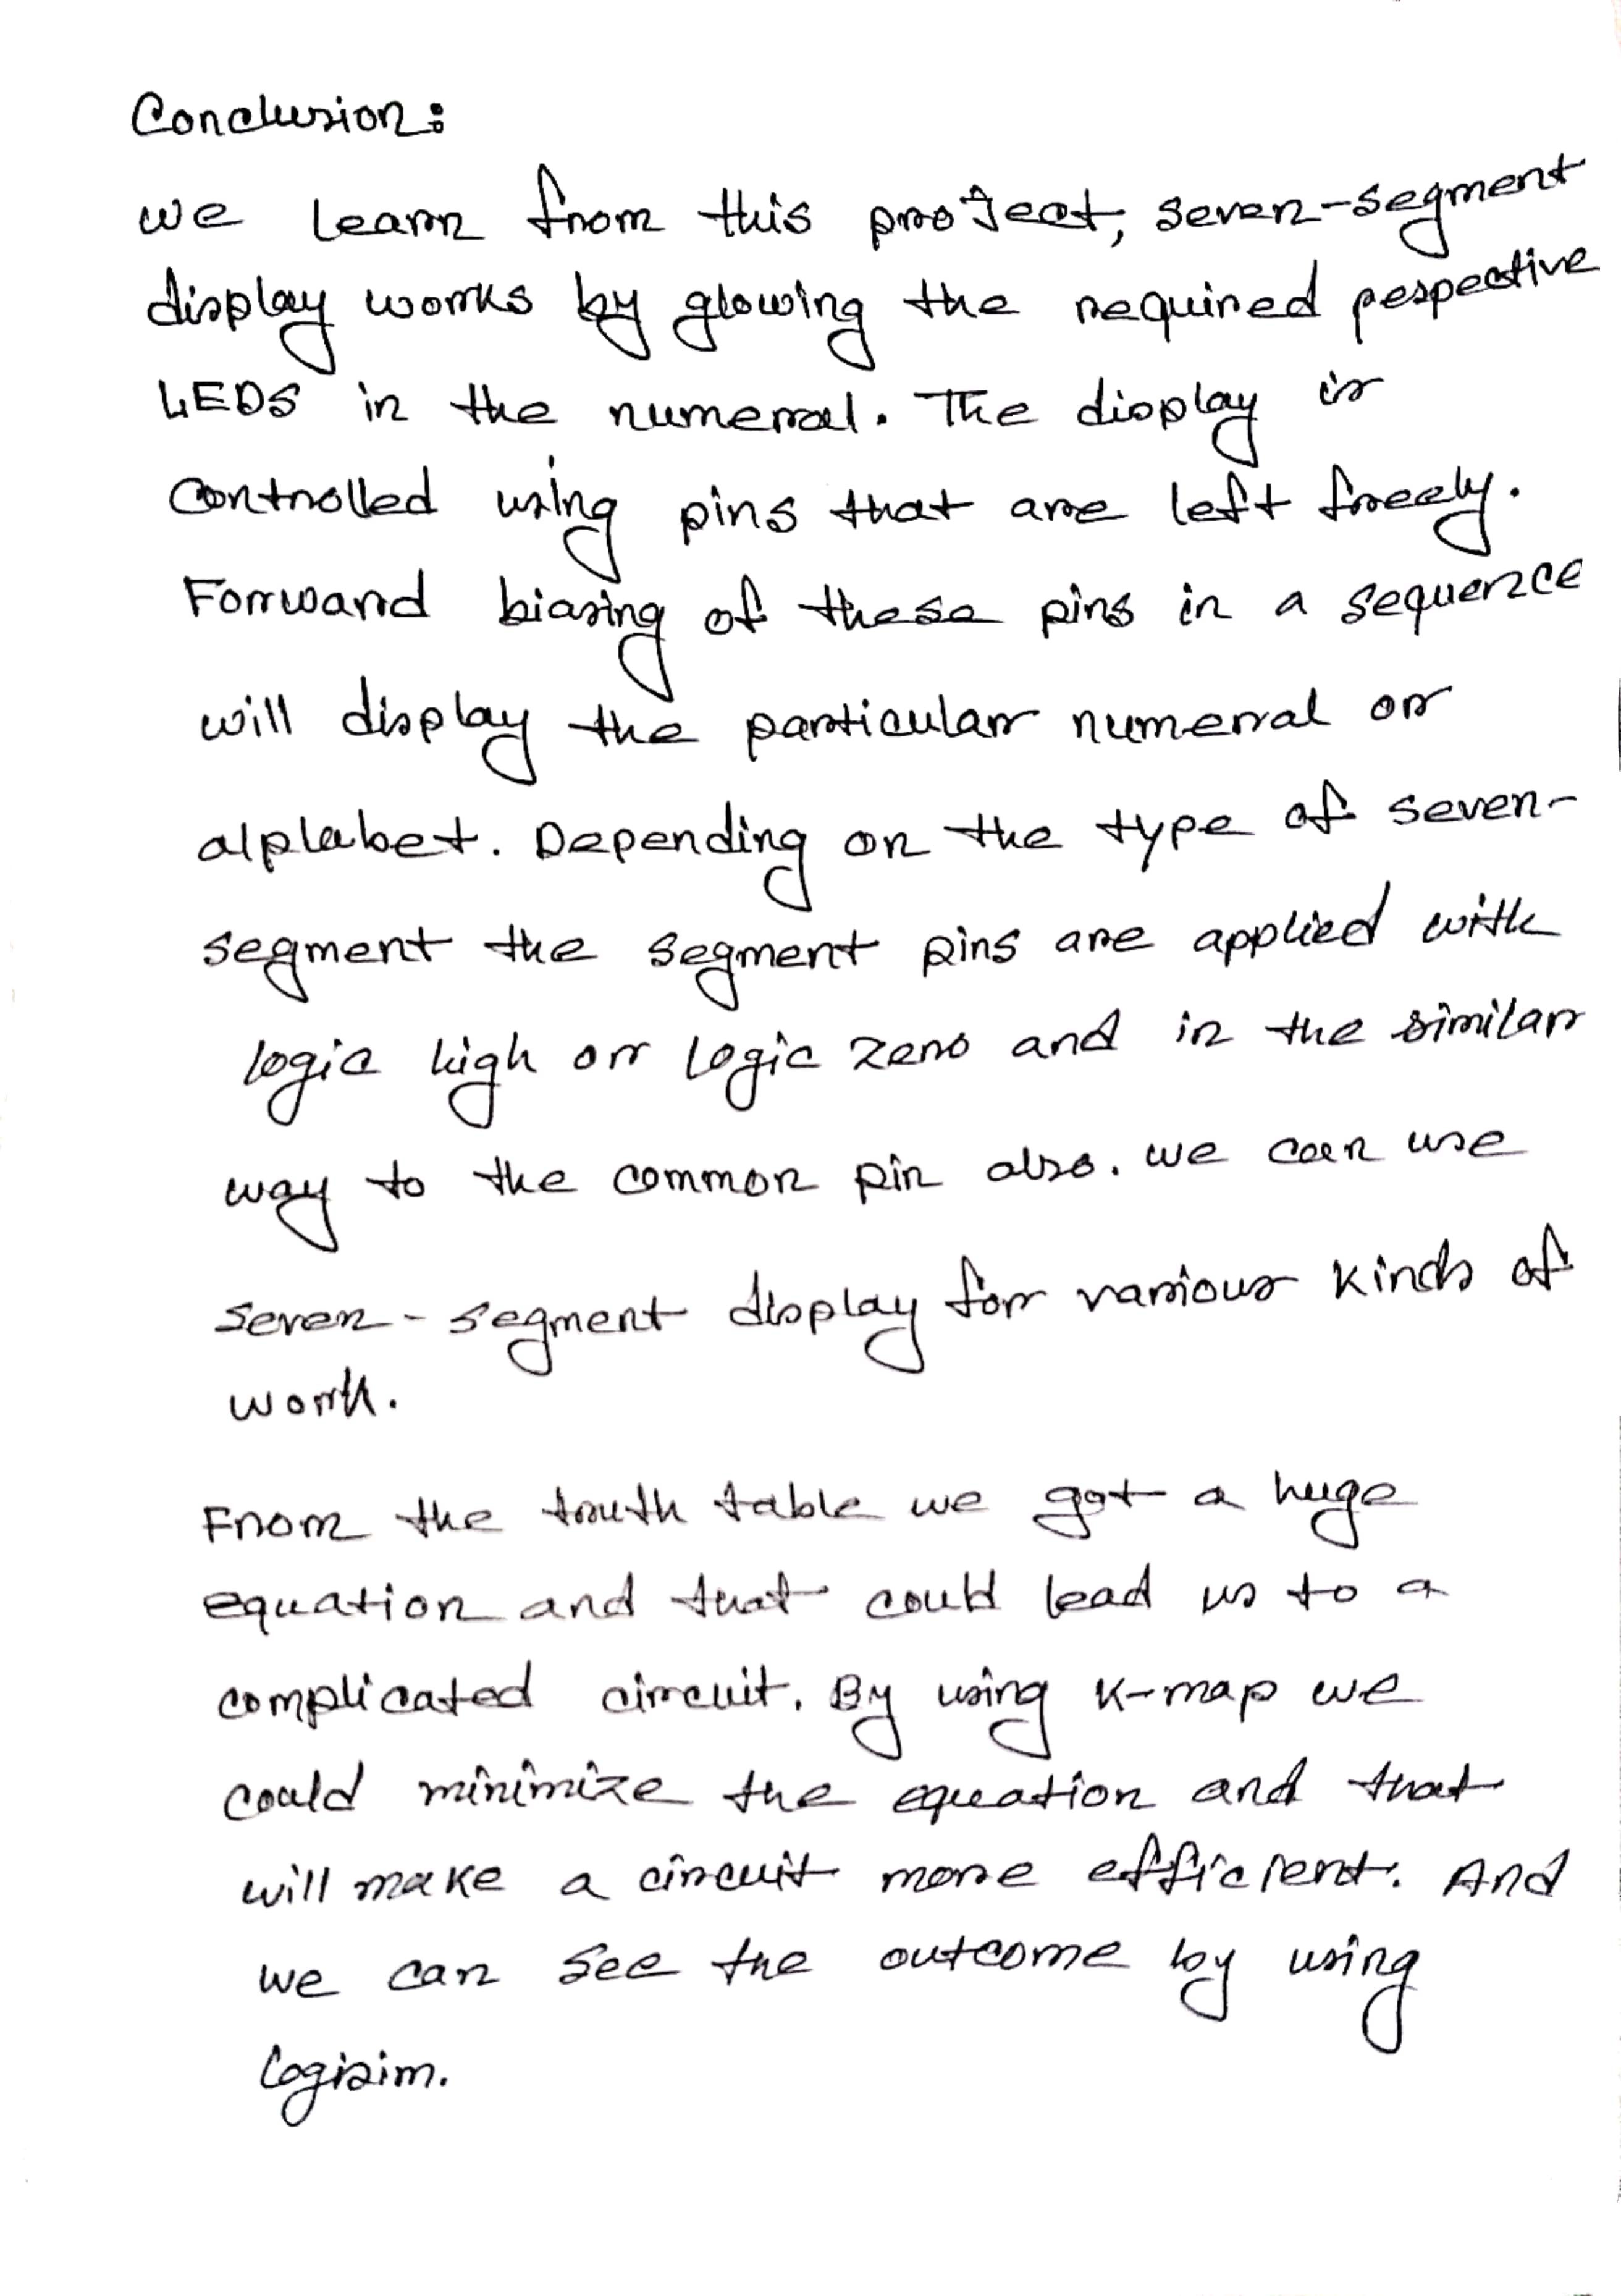 Conclusion:
we learn from this project, seven-segment
display works by glowing the required pespective
LEDS in the numeral. The display is
controlled using pins that are left freely.
Forward biasing of these pins in a sequence
will display the particular numeral or
alplabet. Depending on the type of seven-
segment the segment pins are applied with
logic high or logic zero and in the similar
way to the common pin also. we can use
seven-segment display for various kinds of
work.
From the truth table we got a huge
equation and that could lead us to a
complicated circuit. By using K-map we
could minimize the equation and that
will make a circuit more efficient. And
we can see the outcome by using
logisim.